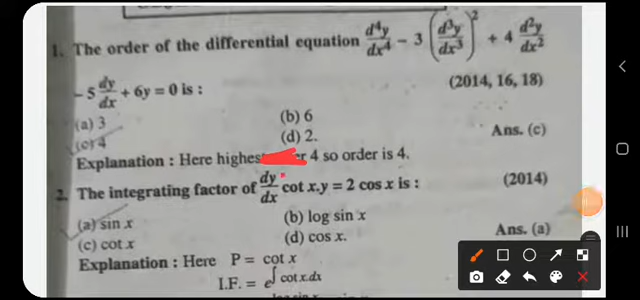 1. The order of the differential equation d⁴y/dx⁴ − 3 (d³y/dx³)² + 4 d²y/dx²
− 5 dy/dx + 6y = 0 is : (2014, 16, 18)
(a) 3 (b) 6
(c) 4 (d) 2. Ans. (c)
Explanation : Here 4 so order is 4.
2. The integrating factor of dy/dx cot x.y = 2 cos x is : (2014)
(a) sin x (b) log sin x
(c) cot x (d) cos x. Ans. (a)
Explanation : Here P = cot x
I.F. = e^∫ cot x.dx